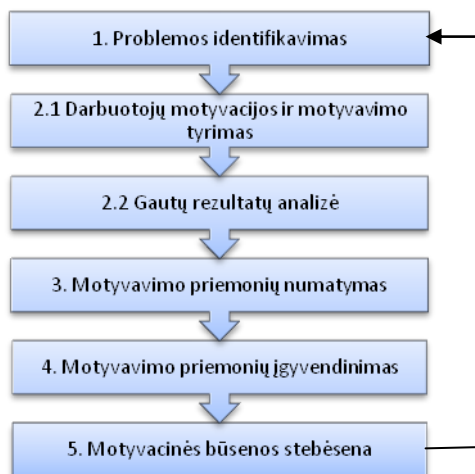 1. Problemos identifikavimas
2.1 Darbuotojų motyvacijos ir motyvavimo
tyrimas
2.2 Gautų rezultatų analizė
3. Motyvavimo priemonių numatymas
4. Motyvavimo priemonių įgyvendinimas
5. Motyvacinės būsenos stebėsena